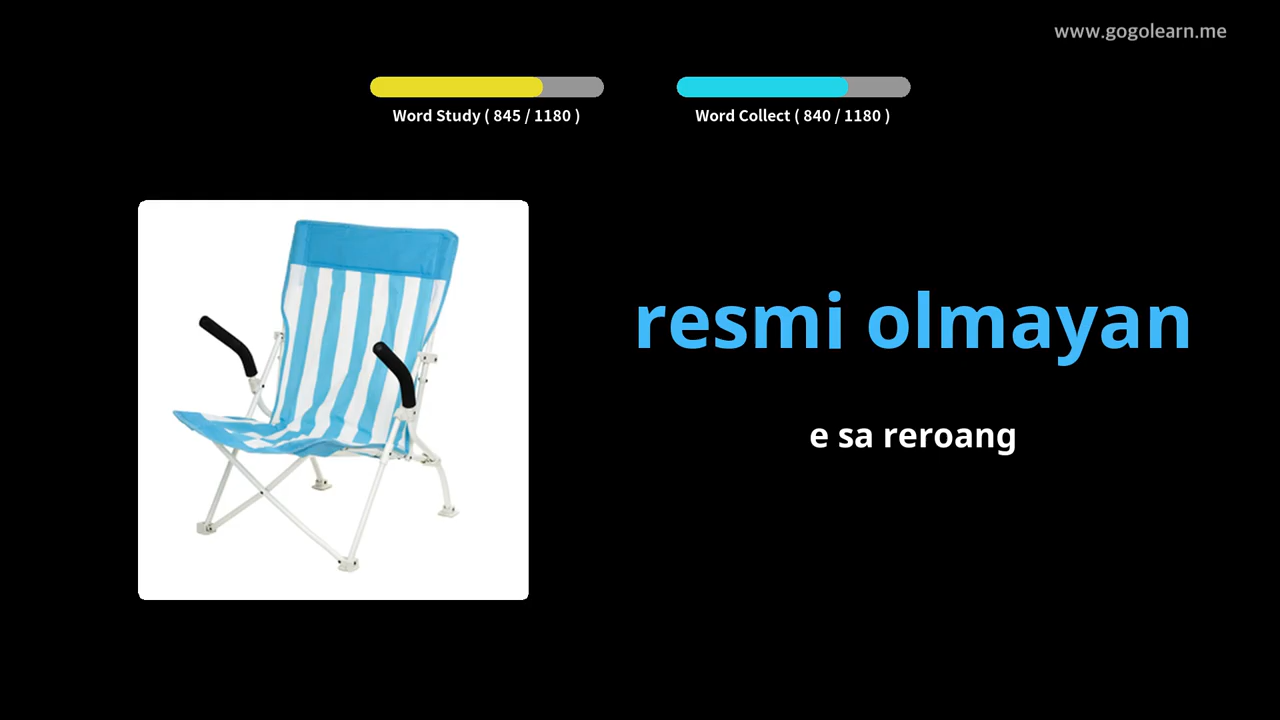 www.gogolearn.me
Word Study ( 845 / 1180 )
Word Collect ( 840 / 1180 )
resmi olmayan
e sa reroang